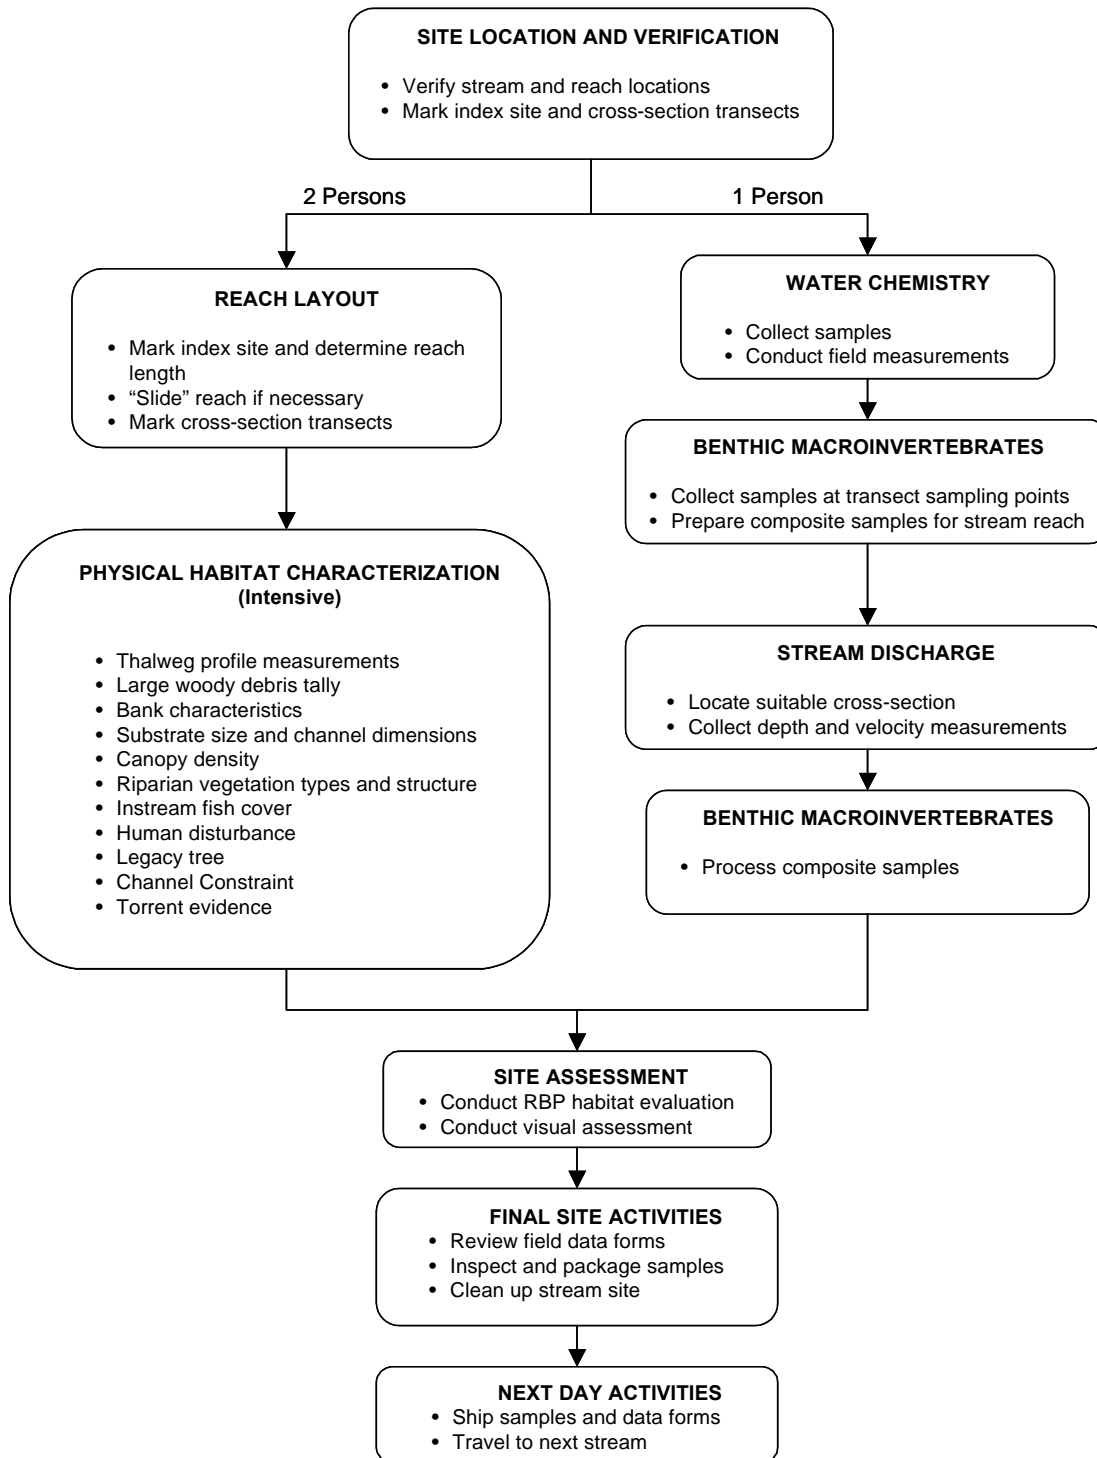 SITE LOCATION AND VERIFICATION
• Verify stream and reach locations
• Mark index site and cross-section transects
2 Persons
1 Person
REACH LAYOUT
• Mark index site and determine reach
length
• “Slide” reach if necessary
• Mark cross-section transects
WATER CHEMISTRY
• Collect samples
• Conduct field measurements
BENTHIC MACROINVERTEBRATES
• Collect samples at transect sampling points
• Prepare composite samples for stream reach
PHYSICAL HABITAT CHARACTERIZATION
(Intensive)
• Thalweg profile measurements
• Large woody debris tally
• Bank characteristics
• Substrate size and channel dimensions
• Canopy density
• Riparian vegetation types and structure
• Instream fish cover
• Human disturbance
• Legacy tree
• Channel Constraint
• Torrent evidence
STREAM DISCHARGE
• Locate suitable cross-section
• Collect depth and velocity measurements
BENTHIC MACROINVERTEBRATES
• Process composite samples
SITE ASSESSMENT
• Conduct RBP habitat evaluation
• Conduct visual assessment
FINAL SITE ACTIVITIES
• Review field data forms
• Inspect and package samples
• Clean up stream site
NEXT DAY ACTIVITIES
• Ship samples and data forms
• Travel to next stream